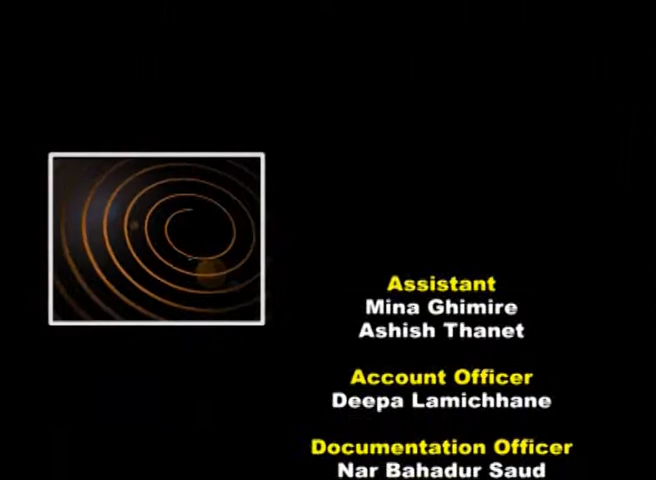 Assistant
Mina Ghimire
Ashish Thanet
Account Officer
Deepa Lamichhane
Documentation Officer
Nar Bahadur Saud